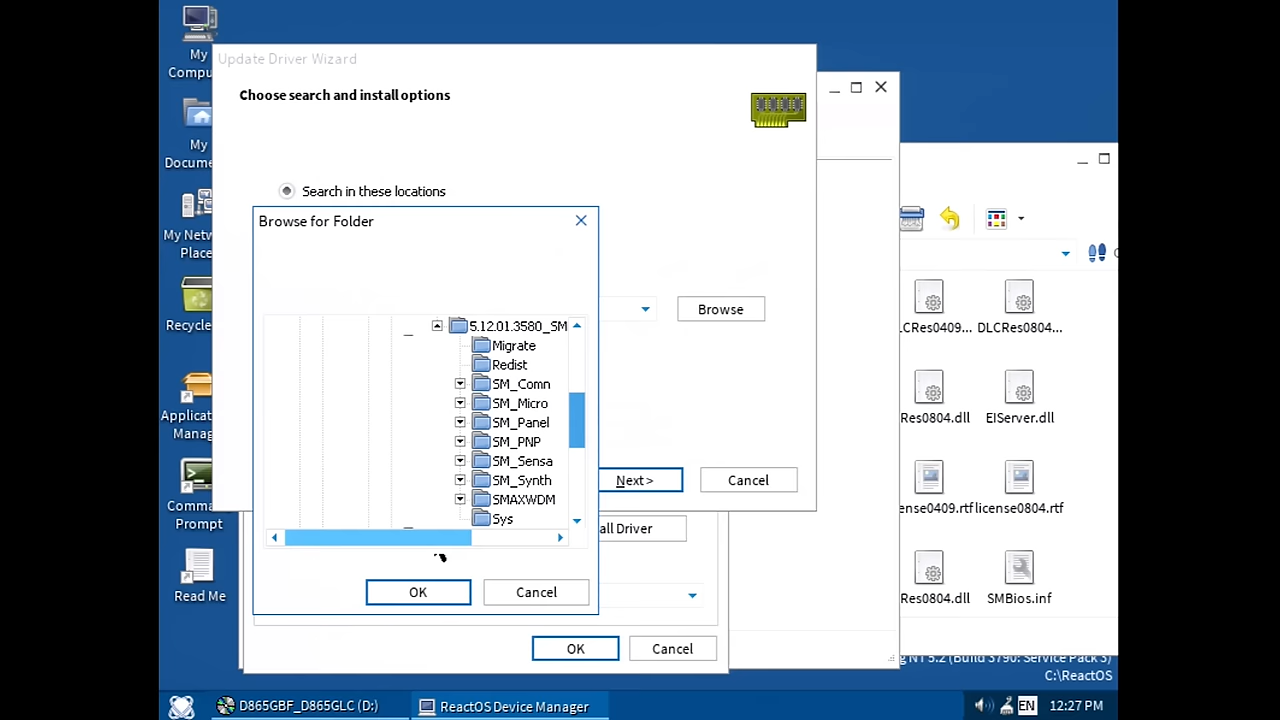 My
Compu
Update Driver Wizard
Choose search and install options
My
Docume
Search in these locations
Browse for Folder
My Netw
Place
Browse
5.12.01.3580_SM
Migrate
Redist
SM_Comn
SM_Micro
SM_Panel
SM_PNP
SM_Sensa
SM_Synth
SMAXWDM
Sys
Recycle
Applicat
Manag
Next >
Cancel
Comma
Prompt
all Driver
OK
Cancel
Read Me
OK
Cancel
LCRes0409...
DLCRes0804...
Res0804.dll
EIServer.dll
ense0409.rtf
license0804.rtf
Res0804.dll
SMBios.inf
g NT 5.2 (Build 3790: Service Pack 3)
C:\ReactOS
D865GBF_D865GLC (D:)
ReactOS Device Manager
EN
12:27 PM